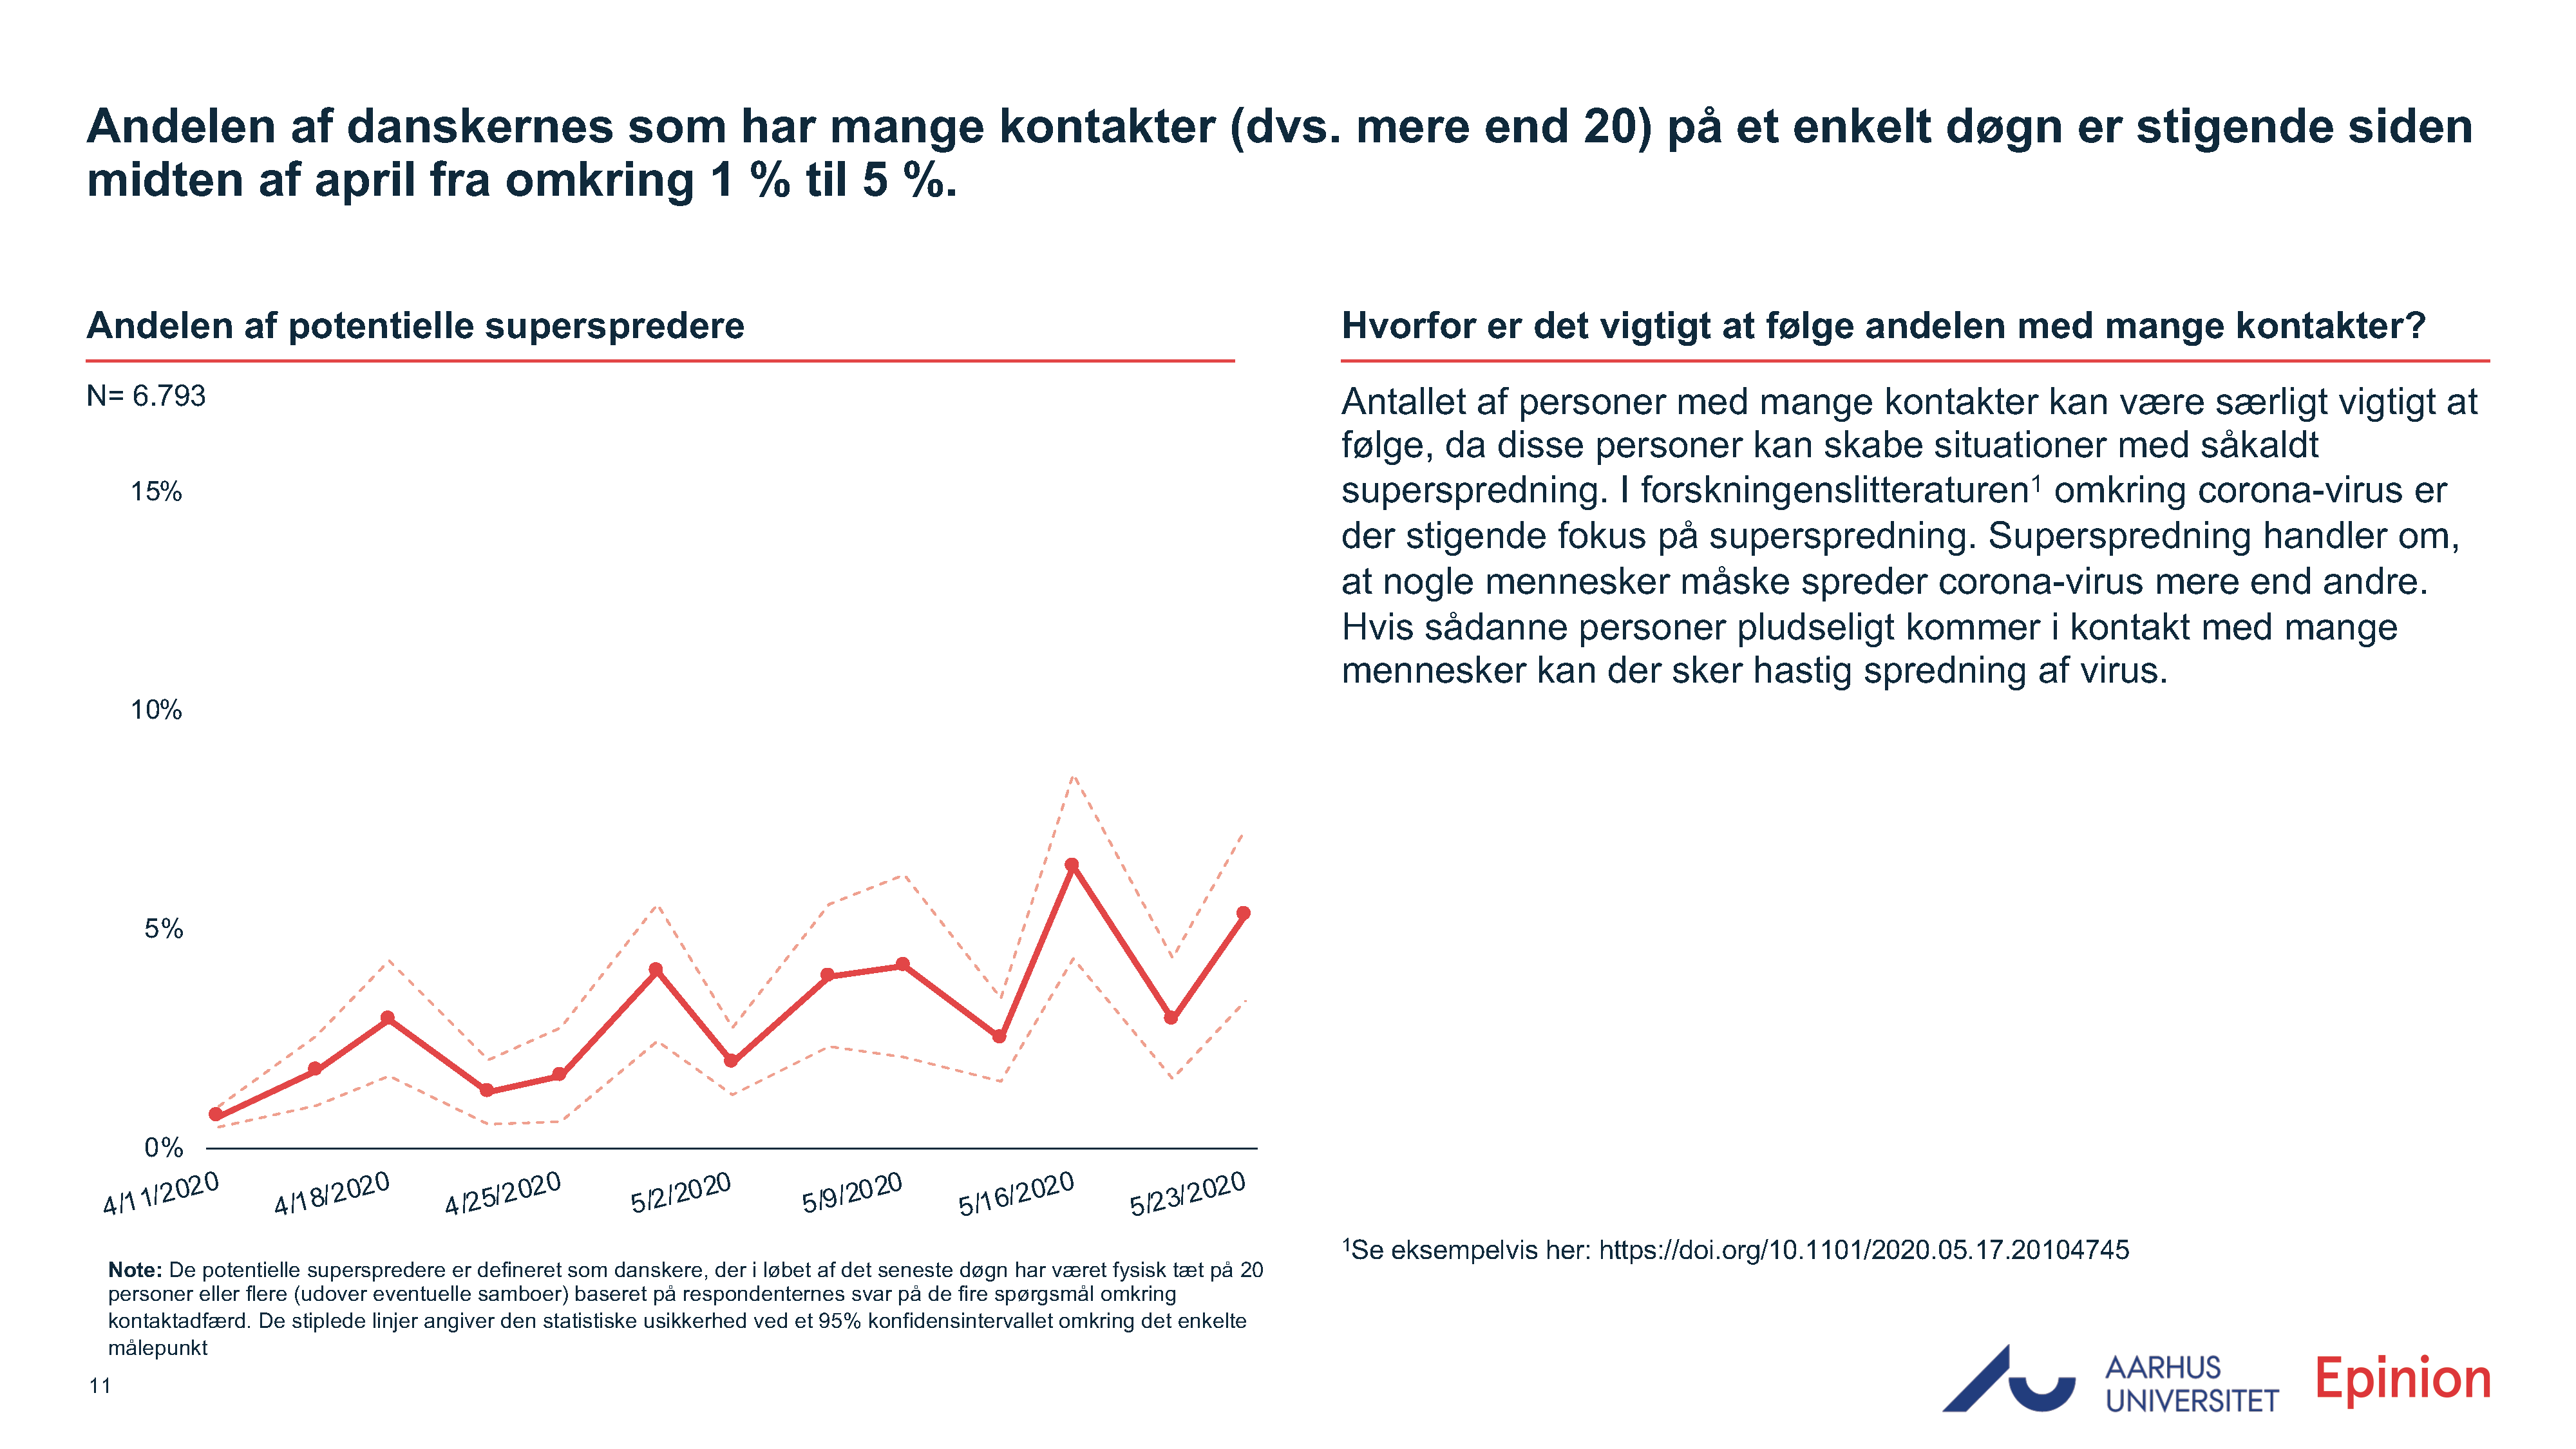 Andelen af danskernes som har mange kontakter (dvs. mere end 20) på et enkelt døgn er stigende siden
midten af april fra omkring 1 % til 5 %.
Andelen af potentielle superspredere
N= 6.793
15%
10%
5%
0%
4/11/2020
4/18/2020
4/25/2020
5/2/2020
5/9/2020
5/16/2020
5/23/2020
Note: De potentielle superspredere er defineret som danskere, der i løbet af det seneste døgn har været fysisk tæt på 20
personer eller flere (udover eventuelle samboer) baseret på respondenternes svar på de fire spørgsmål omkring
kontaktadfærd. De stiplede linjer angiver den statistiske usikkerhed ved et 95% konfidensintervallet omkring det enkelte
målepunkt
11
Hvorfor er det vigtigt at følge andelen med mange kontakter?
Antallet af personer med mange kontakter kan være særligt vigtigt at
følge, da disse personer kan skabe situationer med såkaldt
superspredning. I forskningenslitteraturen¹ omkring corona-virus er
der stigende fokus på superspredning. Superspredning handler om,
at nogle mennesker måske spreder corona-virus mere end andre.
Hvis sådanne personer pludseligt kommer i kontakt med mange
mennesker kan der sker hastig spredning af virus.
¹Se eksempelvis her: https://doi.org/10.1101/2020.05.17.20104745
AARHUS
UNIVERSITET
Epinion